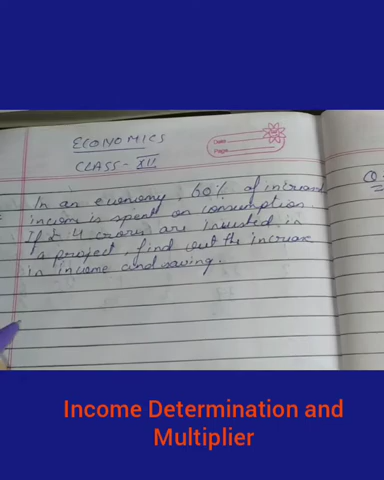 ECONOMICS
CLASS - XII
Date
Page
In an economy, 60% of increased
income is spent on consumption.
If ₹ 4 crores are invested in
a project, find out the increase
in income and saving.
Q.
Income Determination and
Multiplier